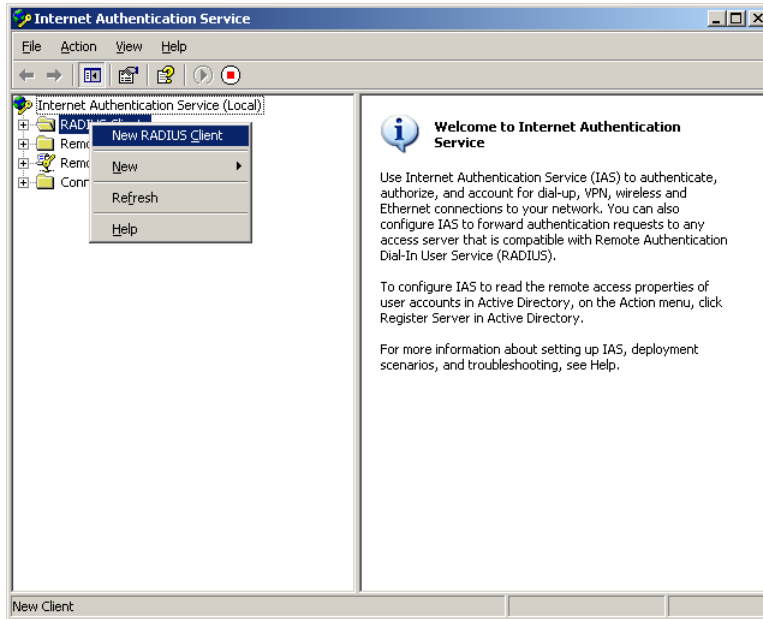 Internet Authentication Service
File Action View Help
Internet Authentication Service (Local)
RADIUS
New RADIUS Client
New
Refresh
Help
Welcome to Internet Authentication
Service
Use Internet Authentication Service (IAS) to authenticate,
authorize, and account for dial-up, VPN, wireless and
Ethernet connections to your network. You can also
configure IAS to forward authentication requests to any
access server that is compatible with Remote Authentication
Dial-In User Service (RADIUS).
To configure IAS to read the remote access properties of
user accounts in Active Directory, on the Action menu, click
Register Server in Active Directory.
For more information about setting up IAS, deployment
scenarios, and troubleshooting, see Help.
New Client